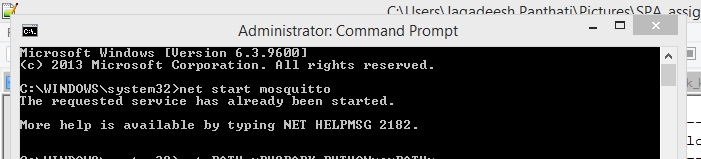 C:\Users\Jagadeesh Panthati\Pictures\SPA_assig
Administrator: Command Prompt
Microsoft Windows [Version 6.3.9600]
(c) 2013 Microsoft Corporation. All rights reserved.
C:\WINDOWS\system32>net start mosquitto
The requested service has already been started.
More help is available by typing NET HELPMSG 2182.